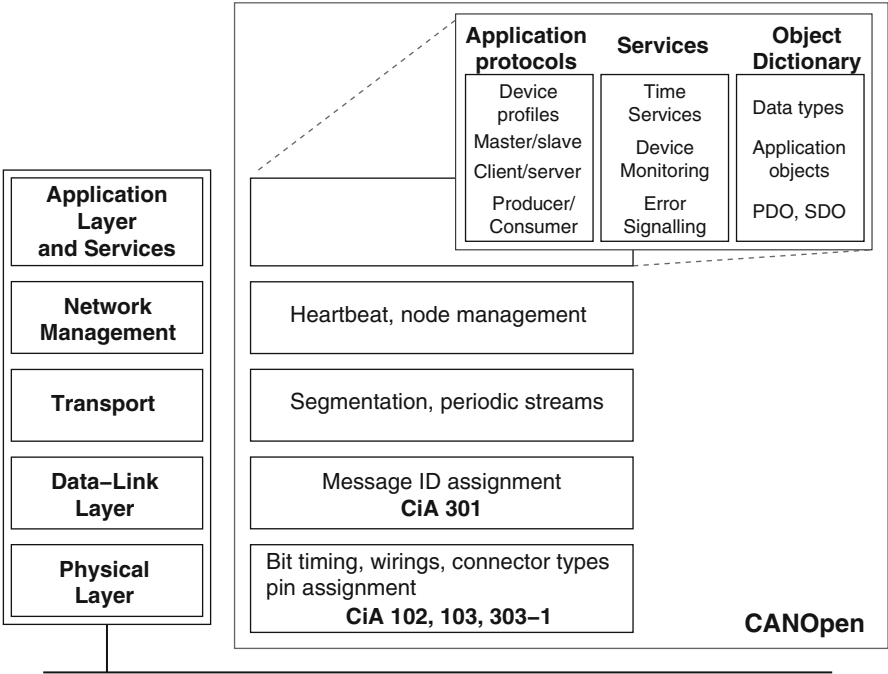 Application
protocols
Device
profiles
Master/slave
Client/server
Producer/
Consumer
Services
Time
Services
Device
Monitoring
Error
Signalling
Object
Dictionary
Data types
Application
objects
PDO, SDO
Application
Layer
and Services
Network
Management
Heartbeat, node management
Transport
Segmentation, periodic streams
Data–Link
Layer
Message ID assignment
CiA 301
Physical
Layer
Bit timing, wirings, connector types
pin assignment
CiA 102, 103, 303–1
CANOpen